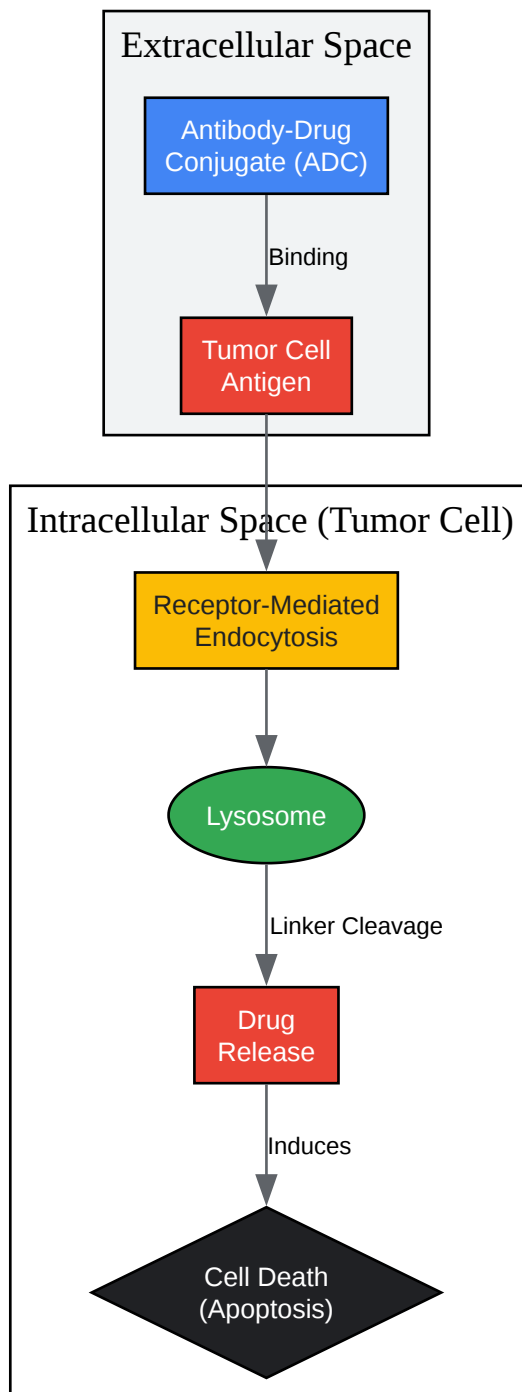 Extracellular Space
Antibody-Drug
Conjugate (ADC)
Binding
Tumor Cell
Antigen
Intracellular Space (Tumor Cell)
Receptor-Mediated
Endocytosis
Lysosome
Linker Cleavage
Drug
Release
Induces
Cell Death
(Apoptosis)